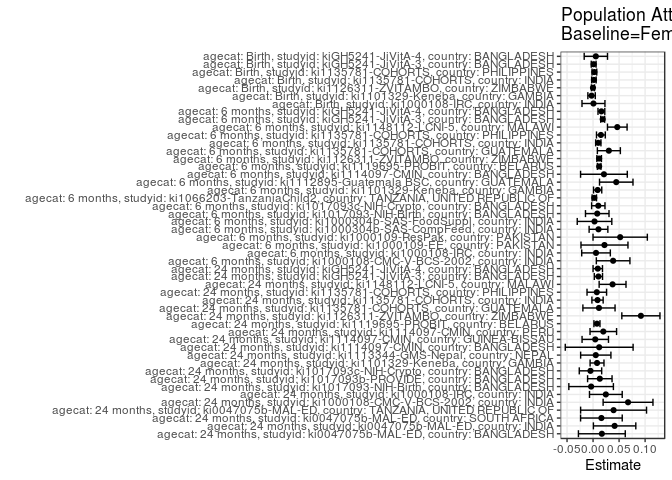 Population Att
Baseline=Fem
agecat: Birth, studyid: kiGH5241-JiVitA-4, country: BANGLADESH
agecat: Birth, studyid: kiGH5241-JiVitA-3, country: BANGLADESH
agecat: Birth, studyid: ki1135781-COHORTS, country: PHILIPPINES
agecat: Birth, studyid: ki1135781-COHORTS, country: INDIA
agecat: Birth, studyid: ki1126311-ZVITAMBO, country: ZIMBABWE
agecat: Birth, studyid: ki1101329-Keneba, country: GAMBIA
agecat: Birth, studyid: ki1000108-IRC, country: INDIA
agecat: 6 months, studyid: kiGH5241-JiVitA-4, country: BANGLADESH
agecat: 6 months, studyid: kiGH5241-JiVitA-3, country: BANGLADESH
agecat: 6 months, studyid: ki1148112-LCNI-5, country: MALAWI
agecat: 6 months, studyid: ki1135781-COHORTS, country: PHILIPPINES
agecat: 6 months, studyid: ki1135781-COHORTS, country: INDIA
agecat: 6 months, studyid: ki1135781-COHORTS, country: GUATEMALA
agecat: 6 months, studyid: ki1126311-ZVITAMBO, country: ZIMBABWE
agecat: 6 months, studyid: ki1119695-PROBIT, country: BELARUS
agecat: 6 months, studyid: ki1114097-CMIN, country: BANGLADESH
agecat: 6 months, studyid: ki1112895-Guatemala BSC, country: GUATEMALA
agecat: 6 months, studyid: ki1101329-Keneba, country: GAMBIA
agecat: 6 months, studyid: ki1066203-TanzaniaChild2, country: TANZANIA, UNITED REPUBLIC OF
agecat: 6 months, studyid: ki1017093c-NIH-Crypto, country: BANGLADESH
agecat: 6 months, studyid: ki1017093-NIH-Birth, country: BANGLADESH
agecat: 6 months, studyid: ki1000304b-SAS-FoodSuppl, country: INDIA
agecat: 6 months, studyid: ki1000304b-SAS-CompFeed, country: INDIA
agecat: 6 months, studyid: ki1000109-ResPak, country: PAKISTAN
agecat: 6 months, studyid: ki1000109-EE, country: PAKISTAN
agecat: 6 months, studyid: ki1000108-IRC, country: INDIA
agecat: 6 months, studyid: ki1000108-CMC-V-BCS-2002, country: INDIA
agecat: 24 months, studyid: kiGH5241-JiVitA-4, country: BANGLADESH
agecat: 24 months, studyid: kiGH5241-JiVitA-3, country: BANGLADESH
agecat: 24 months, studyid: ki1148112-LCNI-5, country: MALAWI
agecat: 24 months, studyid: ki1135781-COHORTS, country: PHILIPPINES
agecat: 24 months, studyid: ki1135781-COHORTS, country: INDIA
agecat: 24 months, studyid: ki1135781-COHORTS, country: GUATEMALA
agecat: 24 months, studyid: ki1126311-ZVITAMBO, country: ZIMBABWE
agecat: 24 months, studyid: ki1119695-PROBIT, country: BELARUS
agecat: 24 months, studyid: ki1114097-CMIN, country: PERU
agecat: 24 months, studyid: ki1114097-CMIN, country: GUINEA-BISSAU
agecat: 24 months, studyid: ki1114097-CMIN, country: BANGLADESH
agecat: 24 months, studyid: ki1113344-GMS-Nepal, country: NEPAL
agecat: 24 months, studyid: ki1101329-Keneba, country: GAMBIA
agecat: 24 months, studyid: ki1017093c-NIH-Crypto, country: BANGLADESH
agecat: 24 months, studyid: ki1017093b-PROVIDE, country: BANGLADESH
agecat: 24 months, studyid: ki1017093-NIH-Birth, country: BANGLADESH
agecat: 24 months, studyid: ki1000108-IRC, country: INDIA
agecat: 24 months, studyid: ki1000108-CMC-V-BCS-2002, country: INDIA
agecat: 24 months, studyid: ki0047075b-MAL-ED, country: TANZANIA, UNITED REPUBLIC OF
agecat: 24 months, studyid: ki0047075b-MAL-ED, country: SOUTH AFRICA
agecat: 24 months, studyid: ki0047075b-MAL-ED, country: INDIA
agecat: 24 months, studyid: ki0047075b-MAL-ED, country: BANGLADESH
-0.05 0.00 0.05 0.10
Estimate